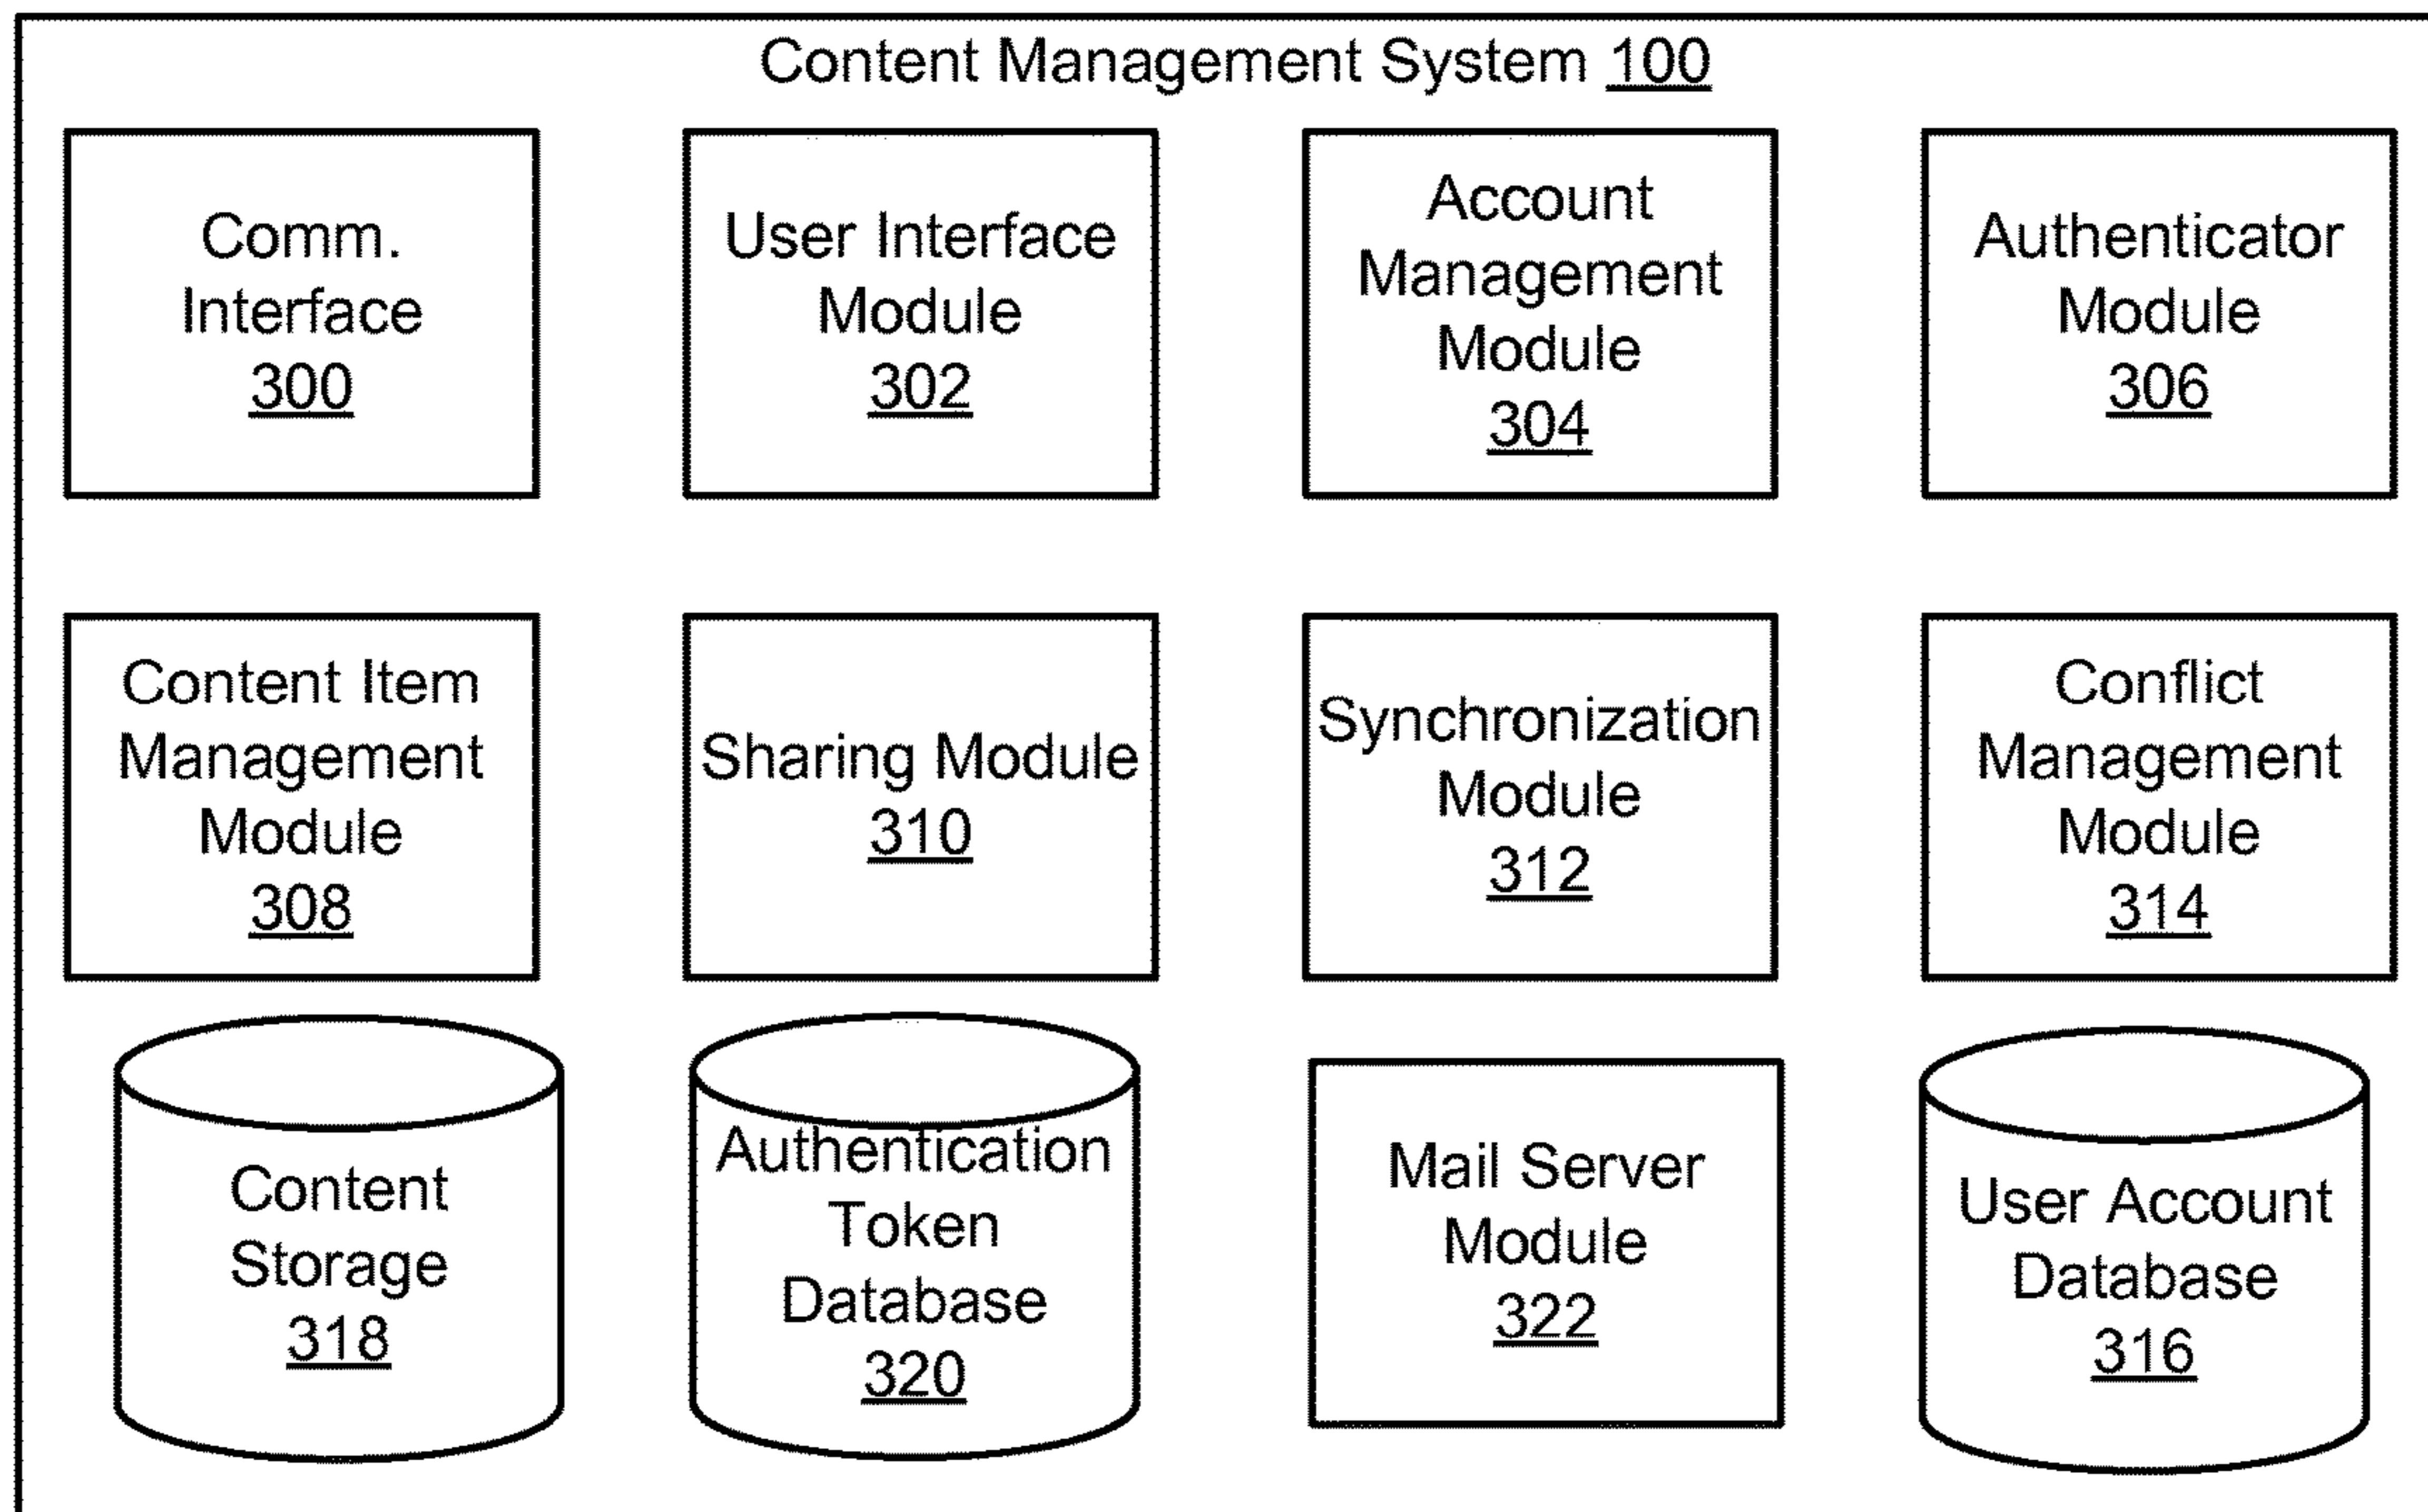 Content Management System 100
Comm.
Interface
300
User Interface
Module
302
Account
Management
Module
304
Authenticator
Module
306
Content Item
Management
Module
308
Sharing Module
310
Synchronization
Module
312
Conflict
Management
Module
314
Content
Storage
318
Authentication
Token
Database
320
Mail Server
Module
322
User Account
Database
316